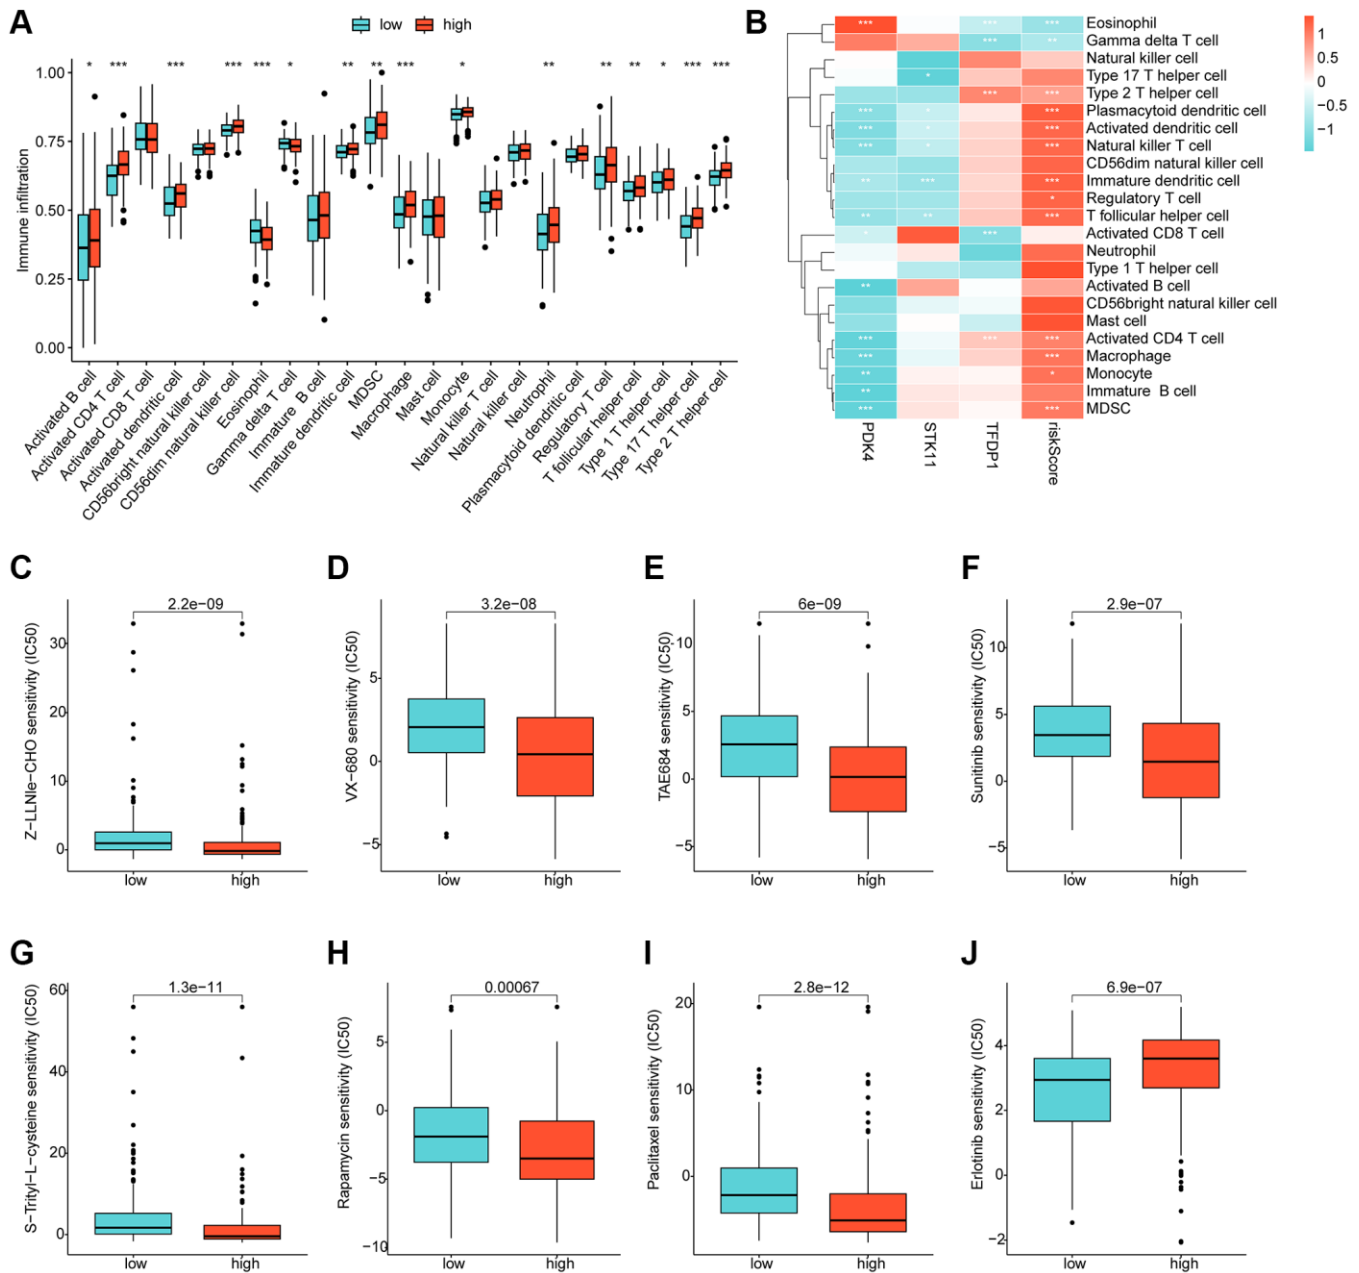 A
low
high
* *** *** *** *** * ** ** *** * ** ** ** * *** ***
1.00
0.75
0.50
0.25
0.00
Immune infiltration
Activated B cell
Activated CD4 T cell
Activated CD8 T cell
Activated dendritic cell
CD56bright natural killer cell
CD56dim natural killer cell
Eosinophil
Gamma delta T cell
Immature  B cell
Immature dendritic cell
MDSC
Macrophage
Mast cell
Monocyte
Natural killer T cell
Natural killer cell
Neutrophil
Plasmacytoid dendritic cell
Regulatory T cell
T follicular helper cell
Type 1 T helper cell
Type 17 T helper cell
Type 2 T helper cell
B
*** *** *** Eosinophil
*** ** Gamma delta T cell
Natural killer cell
* Type 17 T helper cell
*** *** Type 2 T helper cell
*** * *** Plasmacytoid dendritic cell
*** * *** Activated dendritic cell
*** * *** Natural killer T cell
CD56dim natural killer cell
** *** *** Immature dendritic cell
* Regulatory T cell
** ** *** T follicular helper cell
* *** Activated CD8 T cell
Neutrophil
Type 1 T helper cell
** Activated B cell
CD56bright natural killer cell
Mast cell
*** *** *** Activated CD4 T cell
*** *** Macrophage
** * Monocyte
** Immature  B cell
*** *** MDSC
PDK4
STK11
TFDP1
riskScore
1
0.5
0
−0.5
−1
C
2.2e−09
30
20
10
0
Z−LLNle−CHO sensitivity (IC50)
low
high
D
3.2e−08
5
0
−5
VX−680 sensitivity (IC50)
low
high
E
6e−09
10
5
0
−5
TAE684 sensitivity (IC50)
low
high
F
2.9e−07
10
5
0
−5
Sunitinib sensitivity (IC50)
low
high
G
1.3e−11
60
40
20
0
S−Trityl−L−cysteine sensitivity (IC50)
low
high
H
0.00067
5
0
−5
−10
Rapamycin sensitivity (IC50)
low
high
I
2.8e−12
20
10
0
Paclitaxel sensitivity (IC50)
low
high
J
6.9e−07
4
2
0
−2
Erlotinib sensitivity (IC50)
low
high